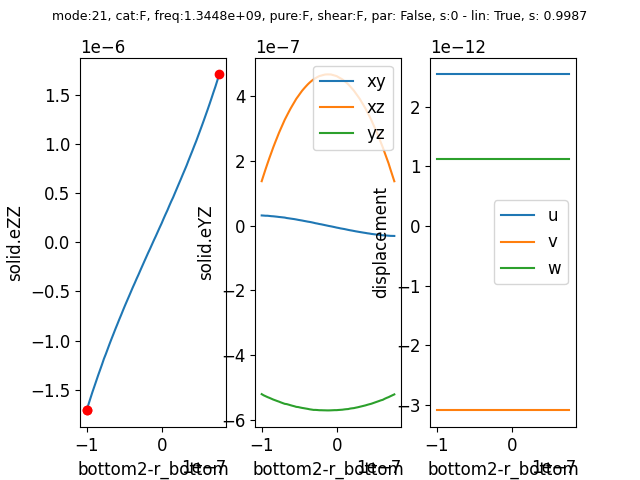 mode:21, cat:F, freq:1.3448e+09, pure:F, shear:F, par: False, s:0 - lin: True, s: 0.9987
1e−6
1.5
1.0
0.5
0.0
−0.5
−1.0
−1.5
−1
0
1e−7
solid.eZZ
bottom2-r_bottom
1e−7
xy
xz
yz
4
2
0
−2
−4
−6
−1
0
1e−7
solid.eYZ
bottom2-r_bottom
1e−12
u
v
w
2
1
0
−1
−2
−3
−1
0
1e−7
displacement
bottom2-r_bottom